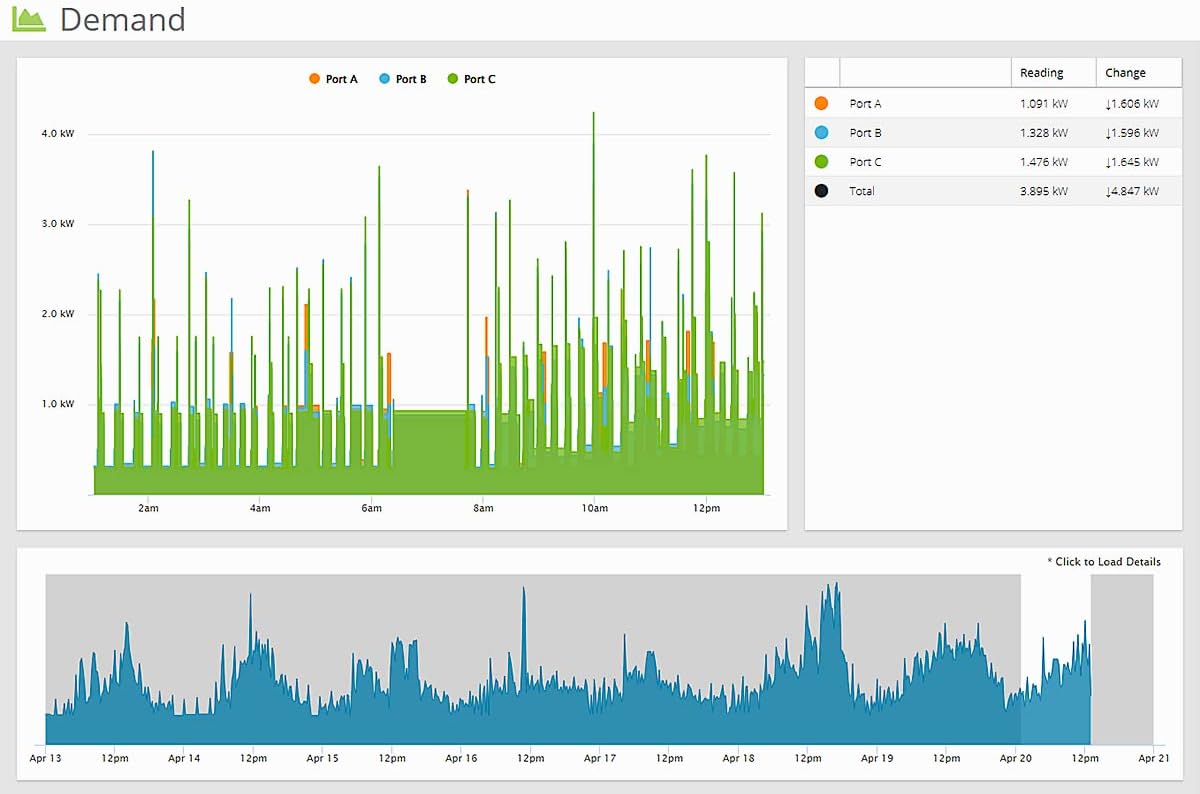 Demand
Port A Port B Port C
4.0 kW
3.0 kW
2.0 kW
1.0 kW
2am 4am 6am 8am 10am 12pm
Reading Change
Port A 1.091 kW ↓1.606 kW
Port B 1.328 kW ↓1.596 kW
Port C 1.476 kW ↓1.645 kW
Total 3.895 kW ↓4.847 kW
* Click to Load Details
Apr 13 12pm Apr 14 12pm Apr 15 12pm Apr 16 12pm Apr 17 12pm Apr 18 12pm Apr 19 12pm Apr 20 12pm Apr 21